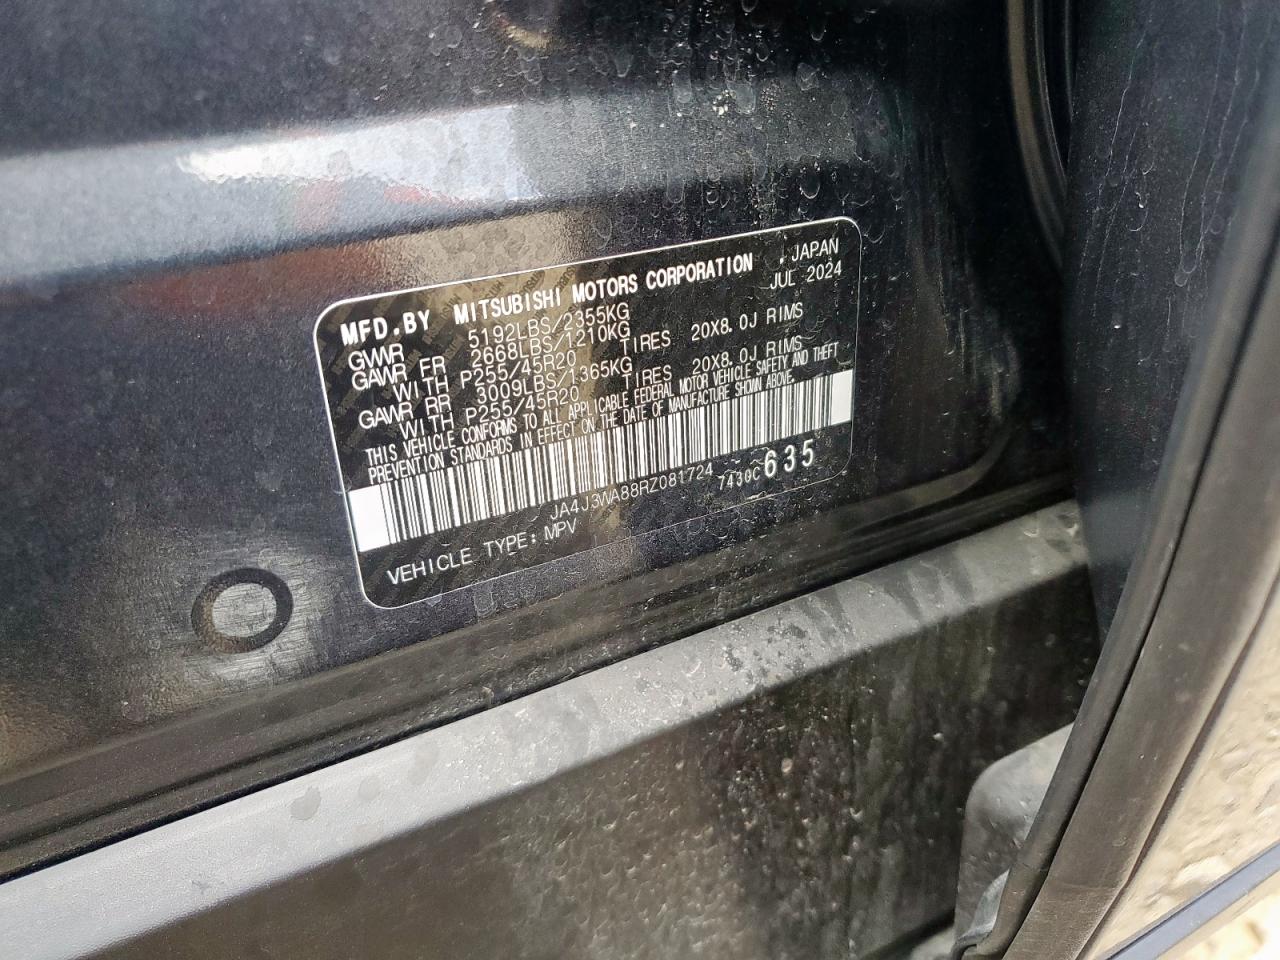 MFD. BY MITSUBISHI MOTORS CORPORATION , JAPAN
JUL 2024
GVWR 5192LBS/2355KG
GAWR FR 2668LBS/1210KG
WITH P255/45R20 TIRES 20X8.0J RIMS
GAWR RR 3009LBS/1365KG
WITH P255/45R20 TIRES 20X8.0J RIMS
THIS VEHICLE CONFORMS TO ALL APPLICABLE FEDERAL MOTOR VEHICLE SAFETY AND THEFT
PREVENTION STANDARDS IN EFFECT ON THE DATE OF MANUFACTURE SHOWN ABOVE.
JA4J3WA88RZ081724 7430C635
VEHICLE TYPE: MPV